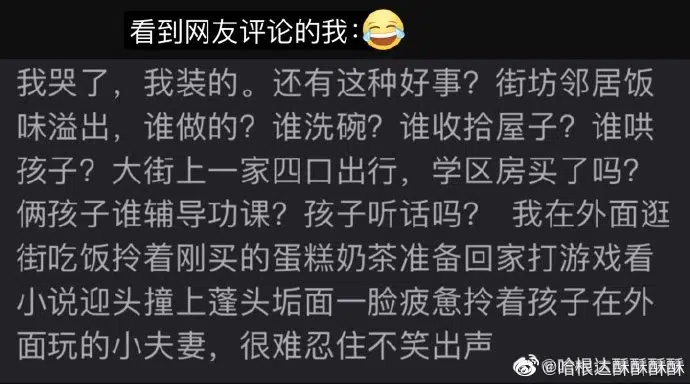 看到网友评论的我:😂
我哭了，我装的。还有这种好事？街坊邻居饭
味溢出，谁做的？谁洗碗？谁收拾屋子？谁哄
孩子？大街上一家四口出行，学区房买了吗？
俩孩子谁辅导功课？孩子听话吗？ 我在外面逛
街吃饭拎着刚买的蛋糕奶茶准备回家打游戏看
小说迎头撞上蓬头垢面一脸疲惫拎着孩子在外
面玩的小夫妻，很难忍住不笑出声
@哈根达酥酥酥酥